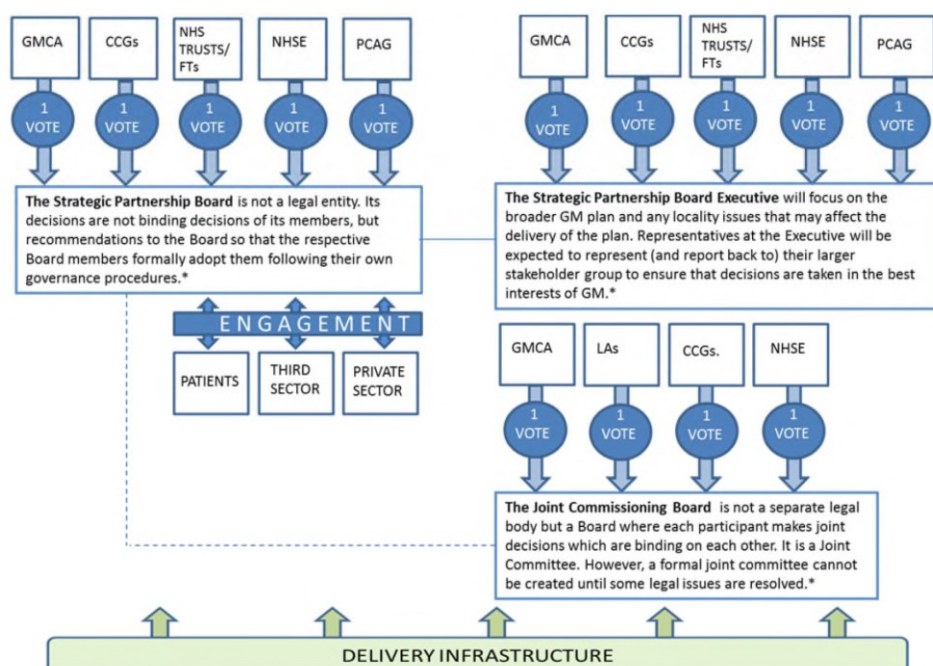 GMCA
CCGs
NHS
TRUSTS/
FTs
NHSE
PCAG
1
VOTE
1
VOTE
1
VOTE
1
VOTE
1
VOTE
The Strategic Partnership Board is not a legal entity. Its
decisions are not binding decisions of its members, but
recommendations to the Board so that the respective
Board members formally adopt them following their own
governance procedures.*
ENGAGEMENT
PATIENTS
THIRD
SECTOR
PRIVATE
SECTOR
GMCA
CCGs
NHS
TRUSTS/
FTs
NHSE
PCAG
1
VOTE
1
VOTE
1
VOTE
1
VOTE
1
VOTE
The Strategic Partnership Board Executive will focus on the
broader GM plan and any locality issues that may affect the
delivery of the plan. Representatives at the Executive will be
expected to represent (and report back to) their larger
stakeholder group to ensure that decisions are taken in the best
interests of GM.*
GMCA
LAs
CCGs.
NHSE
1
VOTE
1
VOTE
1
VOTE
1
VOTE
The Joint Commissioning Board is not a separate legal
body but a Board where each participant makes joint
decisions which are binding on each other. It is a Joint
Committee. However, a formal joint committee cannot
be created until some legal issues are resolved.*
DELIVERY INFRASTRUCTURE